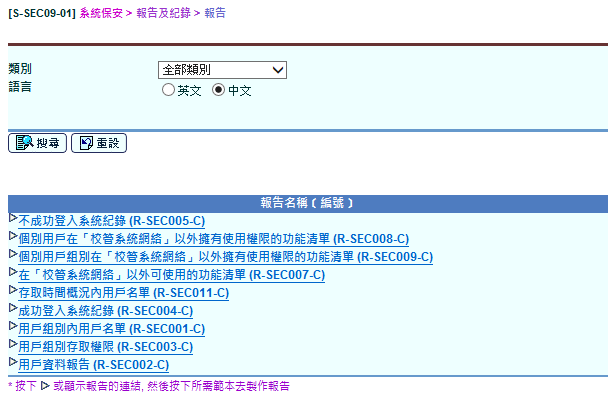 [S-SEC09-01] 系統保安 > 報告及紀錄 > 報告
類別
全部類別
語言
英文 中文
搜尋 重設
報告名稱﹝編號﹞
不成功登入系統紀錄 (R-SEC005-C)
個別用戶在「校管系統網絡」以外擁有使用權限的功能清單 (R-SEC008-C)
個別用戶組別在「校管系統網絡」以外擁有使用權限的功能清單 (R-SEC009-C)
在「校管系統網絡」以外可使用的功能清單 (R-SEC007-C)
存取時間概況內用戶名單 (R-SEC011-C)
成功登入系統紀錄 (R-SEC004-C)
用戶組別內用戶名單 (R-SEC001-C)
用戶組別存取權限 (R-SEC003-C)
用戶資料報告 (R-SEC002-C)
* 按下 ▷ 或顯示報告的連結, 然後按下所需範本去製作報告